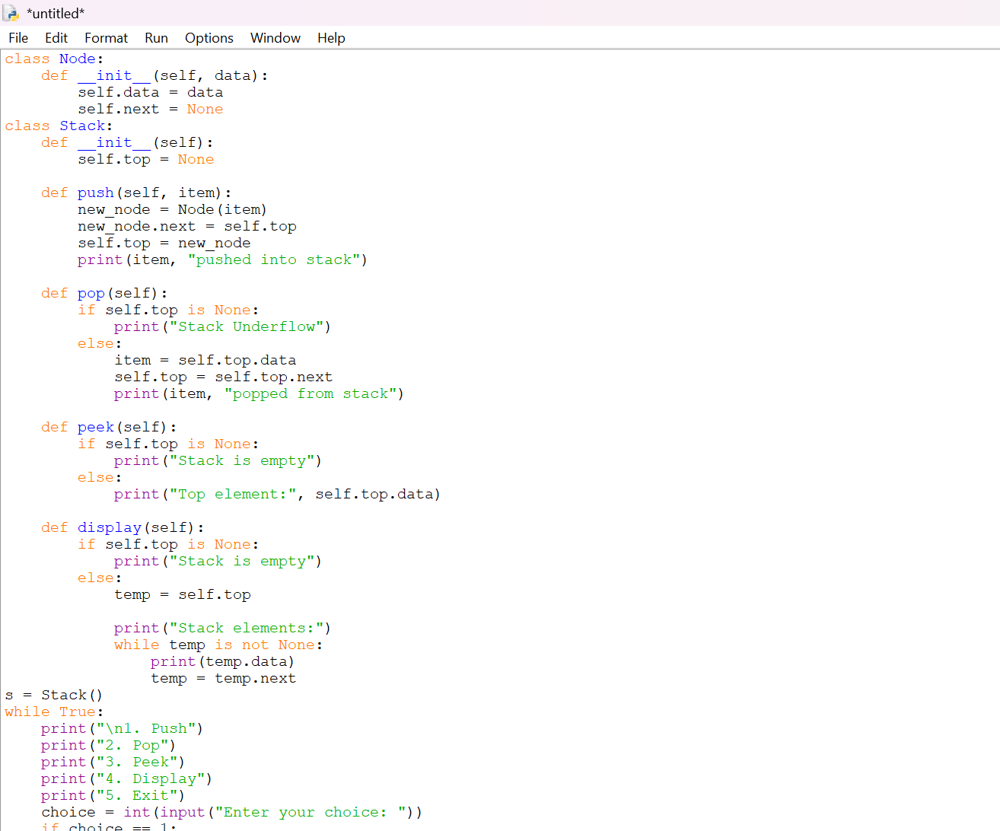 *untitled*
File Edit Format Run Options Window Help
class Node:
    def __init__(self, data):
        self.data = data
        self.next = None
class Stack:
    def __init__(self):
        self.top = None

    def push(self, item):
        new_node = Node(item)
        new_node.next = self.top
        self.top = new_node
        print(item, "pushed into stack")

    def pop(self):
        if self.top is None:
            print("Stack Underflow")
        else:
            item = self.top.data
            self.top = self.top.next
            print(item, "popped from stack")

    def peek(self):
        if self.top is None:
            print("Stack is empty")
        else:
            print("Top element:", self.top.data)

    def display(self):
        if self.top is None:
            print("Stack is empty")
        else:
            temp = self.top

            print("Stack elements:")
            while temp is not None:
                print(temp.data)
                temp = temp.next
s = Stack()
while True:
    print("\n1. Push")
    print("2. Pop")
    print("3. Peek")
    print("4. Display")
    print("5. Exit")
    choice = int(input("Enter your choice: "))
    if choice == 1: